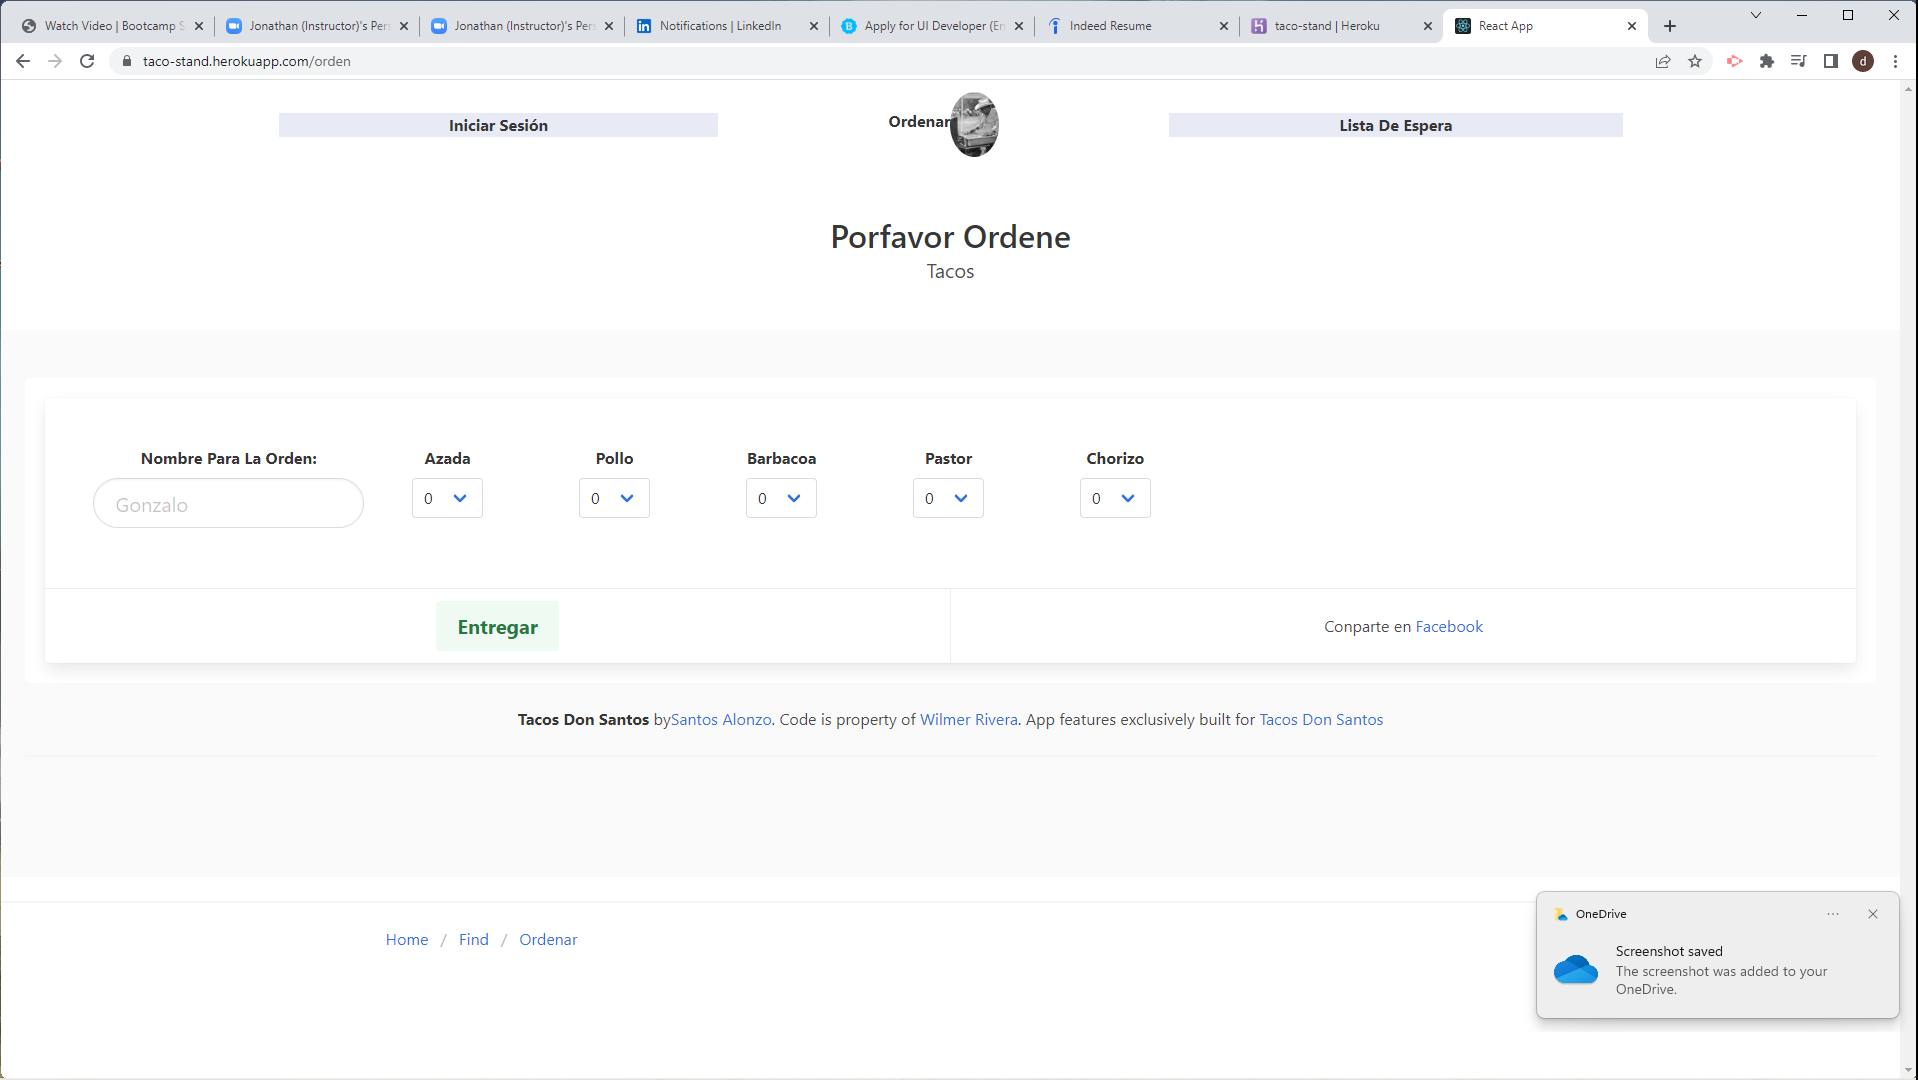 Watch Video | Bootcamp S
Jonathan (Instructor)'s Pers
Jonathan (Instructor)'s Pers
Notifications | LinkedIn
Apply for UI Developer (En
Indeed Resume
taco-stand | Heroku
React App
taco-stand.herokuapp.com/orden
d
Iniciar Sesión
Ordenar
Lista De Espera
Porfavor Ordene
Tacos
Nombre Para La Orden:
Azada
Pollo
Barbacoa
Pastor
Chorizo
Gonzalo
0
0
0
0
0
Entregar
Conparte en Facebook
Tacos Don Santos bySantos Alonzo. Code is property of Wilmer Rivera. App features exclusively built for Tacos Don Santos
Home / Find / Ordenar
OneDrive
Screenshot saved
The screenshot was added to your
OneDrive.